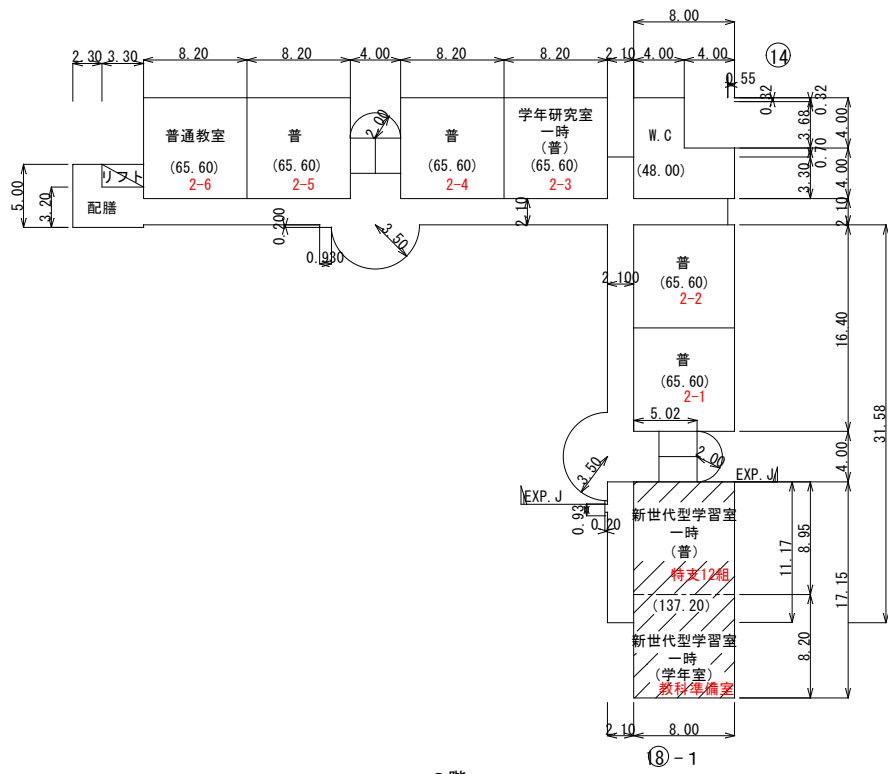 8.00
2.30
3.30
8.20
8.20
4.00
8.20
8.20
2.10
4.00
4.00
⑭
0.55
0.32
0.32
3.68
4.00
0.70
3.30
4.00
2.10
普通教室
(65.60)
2-6
普
(65.60)
2-5
2.00
普
(65.60)
2-4
学年研究室
一時
(普)
(65.60)
2-3
W.C
(48.00)
リフト
5.00
3.20
配膳
0.200
0.930
3.50
2.10
2.100
普
(65.60)
2-2
普
(65.60)
2-1
5.02
16.40
31.58
3.50
2.00
4.00
EXP.J
EXP.J
0.93
0.20
新世代型学習室
一時
(普)
特支12組
(137.20)
新世代型学習室
一時
(学年室)
教科準備室
11.17
8.95
17.15
8.20
2.10
8.00
⑱-1